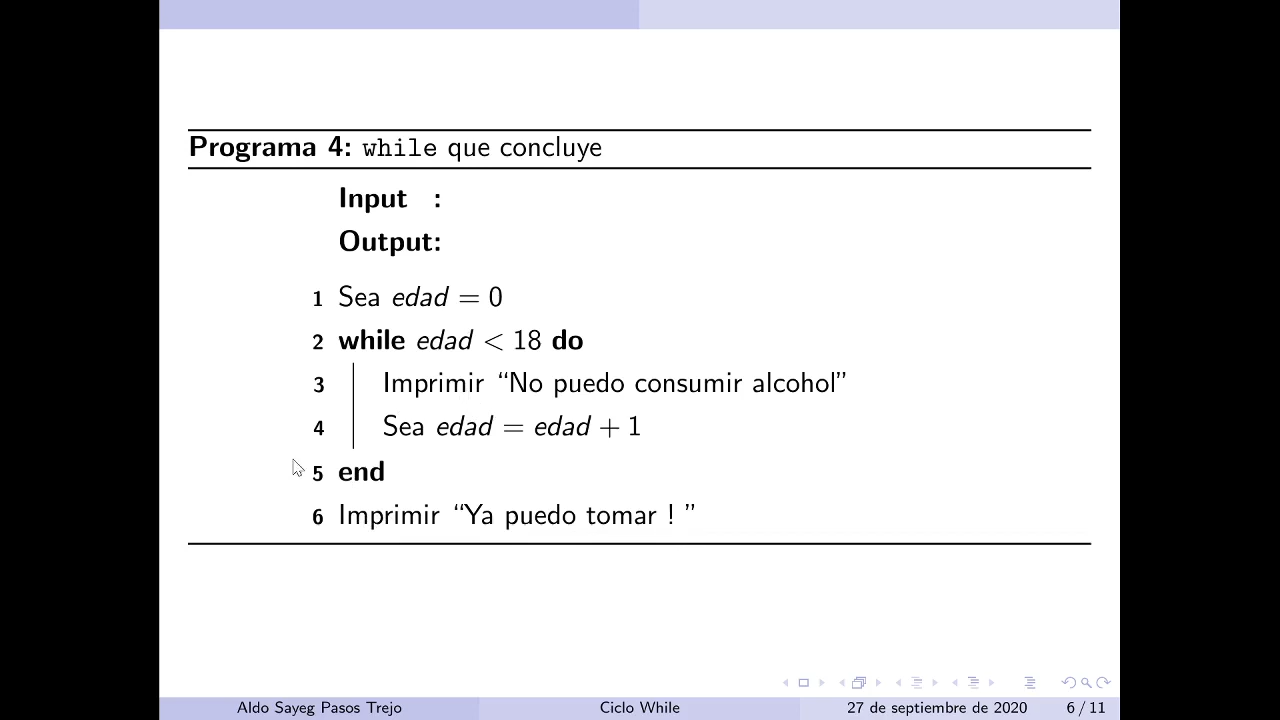 Programa 4: while que concluye
Input :
Output:
1 Sea edad = 0
2 while edad < 18 do
3 Imprimir “No puedo consumir alcohol”
4 Sea edad = edad + 1
5 end
6 Imprimir “Ya puedo tomar ! ”
Aldo Sayeg Pasos Trejo Ciclo While 27 de septiembre de 2020 6 / 11